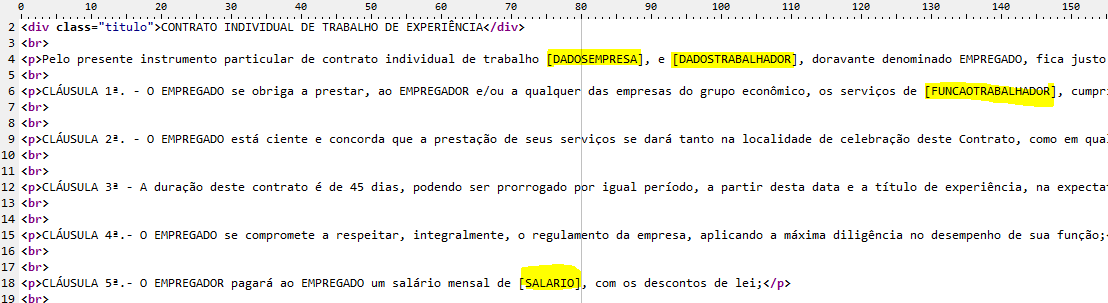 0 10 20 30 40 50 60 70 80 90 100 110 120 130 140 150
2 <div class="titulo">CONTRATO INDIVIDUAL DE TRABALHO DE EXPERIÊNCIA</div>
3 <br>
4 <p>Pelo presente instrumento particular de contrato individual de trabalho [DADOSEMPRESA], e [DADOSTRABALHADOR], doravante denominado EMPREGADO, fica justo
5 <br>
6 <p>CLÁUSULA 1ª. - O EMPREGADO se obriga a prestar, ao EMPREGADOR e/ou a qualquer das empresas do grupo econômico, os serviços de [FUNCAOTRABALHADOR], cumpri
7 <br>
8 <br>
9 <p>CLÁUSULA 2ª. - O EMPREGADO está ciente e concorda que a prestação de seus serviços se dará tanto na localidade de celebração deste Contrato, como em qual
10 <br>
11 <br>
12 <p>CLÁUSULA 3ª - A duração deste contrato é de 45 dias, podendo ser prorrogado por igual período, a partir desta data e a título de experiência, na expectat
13 <br>
14 <br>
15 <p>CLÁUSULA 4ª.- O EMPREGADO se compromete a respeitar, integralmente, o regulamento da empresa, aplicando a máxima diligência no desempenho de sua função;<
16 <br>
17 <br>
18 <p>CLÁUSULA 5ª.- O EMPREGADOR pagará ao EMPREGADO um salário mensal de [SALARIO], com os descontos de lei;</p>
19 <br>